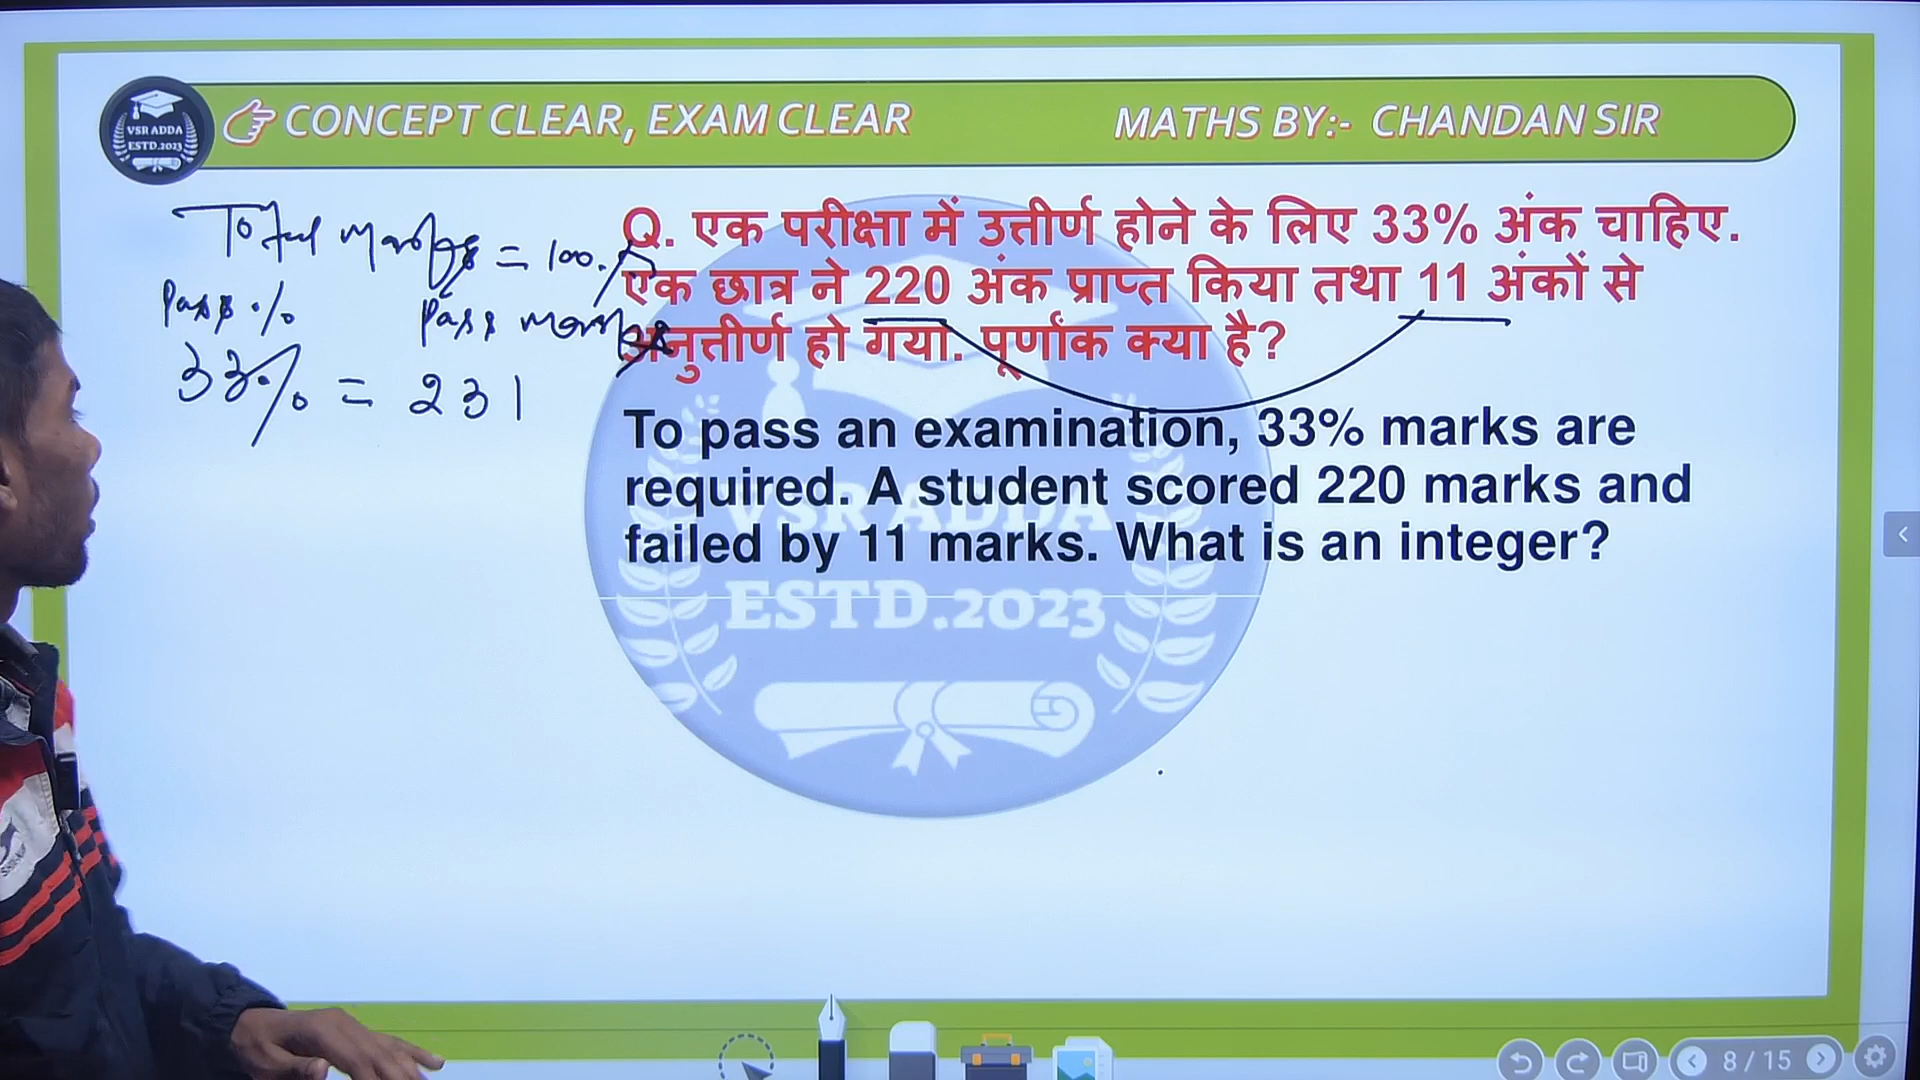 VSR ADDA
ESTD.2023
CONCEPT CLEAR, EXAM CLEAR
MATHS BY:- CHANDAN SIR
Total Marks = 100%
Pass % Pass Marks
33% = 231
Q. एक परीक्षा में उत्तीर्ण होने के लिए 33% अंक चाहिए.
एक छात्र ने 220 अंक प्राप्त किया तथा 11 अंकों से
अनुत्तीर्ण हो गया. पूर्णांक क्या है?
To pass an examination, 33% marks are
required. A student scored 220 marks and
failed by 11 marks. What is an integer?
VSR ADDA
ESTD.2023
8 / 15